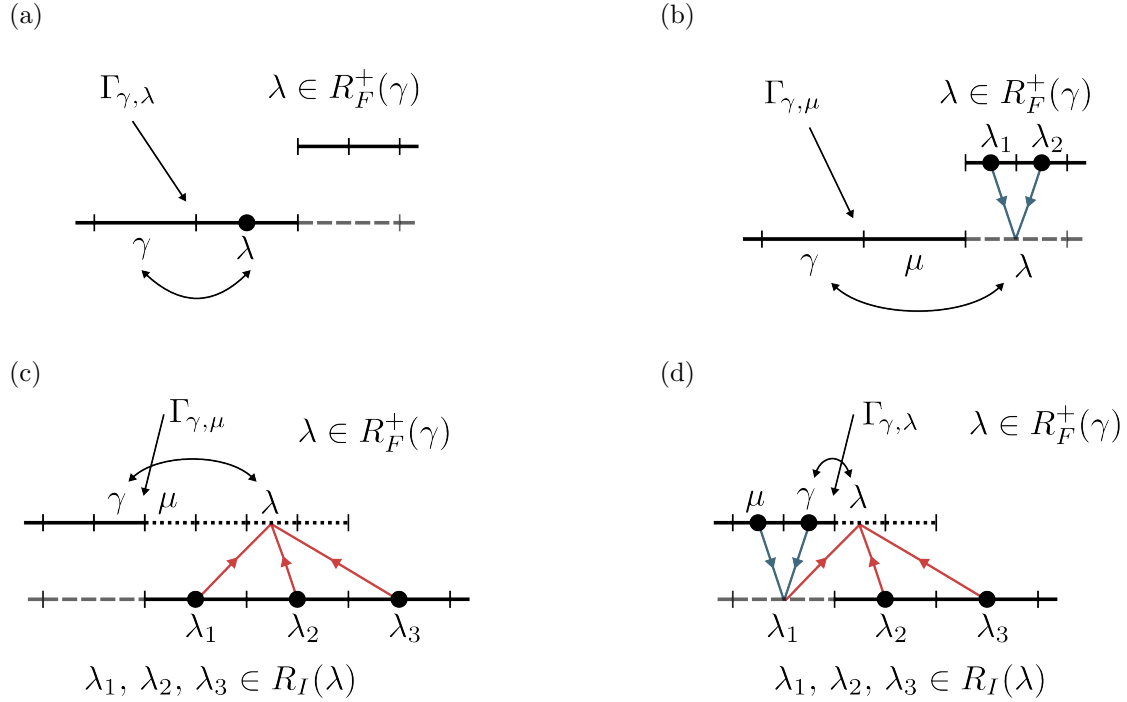 (a)
Γ_{γ,λ}
λ ∈ R_F^+(γ)
γ
λ
(b)
Γ_{γ,μ}
λ ∈ R_F^+(γ)
λ_1
λ_2
γ
μ
λ
(c)
Γ_{γ,μ}
λ ∈ R_F^+(γ)
γ
μ
λ
λ_1
λ_2
λ_3
λ_1, λ_2, λ_3 ∈ R_I(λ)
(d)
Γ_{γ,λ}
λ ∈ R_F^+(γ)
μ
γ
λ
λ_1
λ_2
λ_3
λ_1, λ_2, λ_3 ∈ R_I(λ)